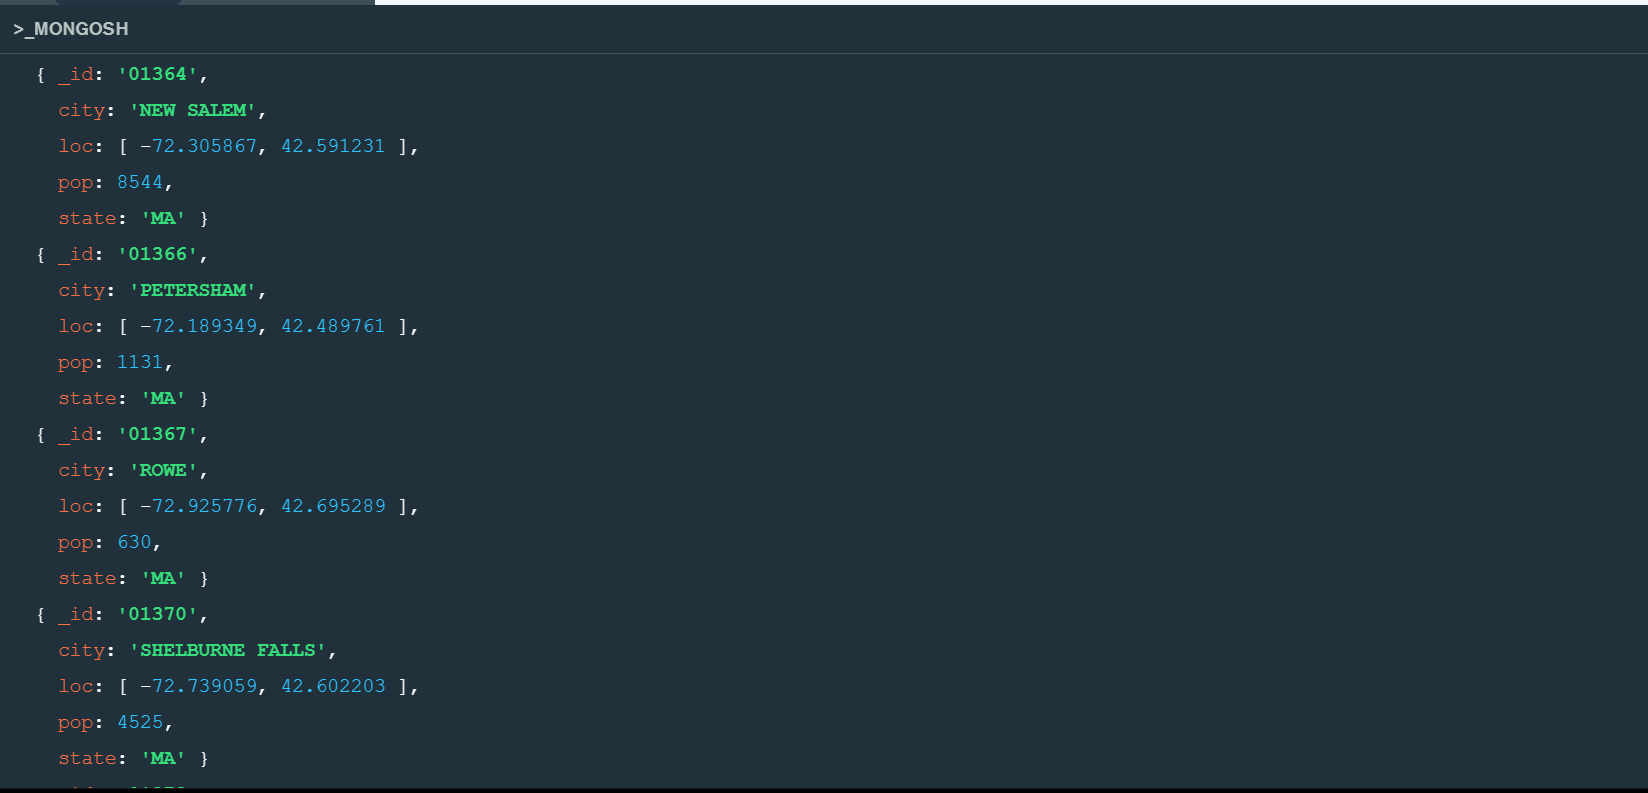 >_MONGOSH
{ _id: '01364',
city: 'NEW SALEM',
loc: [ -72.305867, 42.591231 ],
pop: 8544,
state: 'MA' }
{ _id: '01366',
city: 'PETERSHAM',
loc: [ -72.189349, 42.489761 ],
pop: 1131,
state: 'MA' }
{ _id: '01367',
city: 'ROWE',
loc: [ -72.925776, 42.695289 ],
pop: 630,
state: 'MA' }
{ _id: '01370',
city: 'SHELBURNE FALLS',
loc: [ -72.739059, 42.602203 ],
pop: 4525,
state: 'MA' }